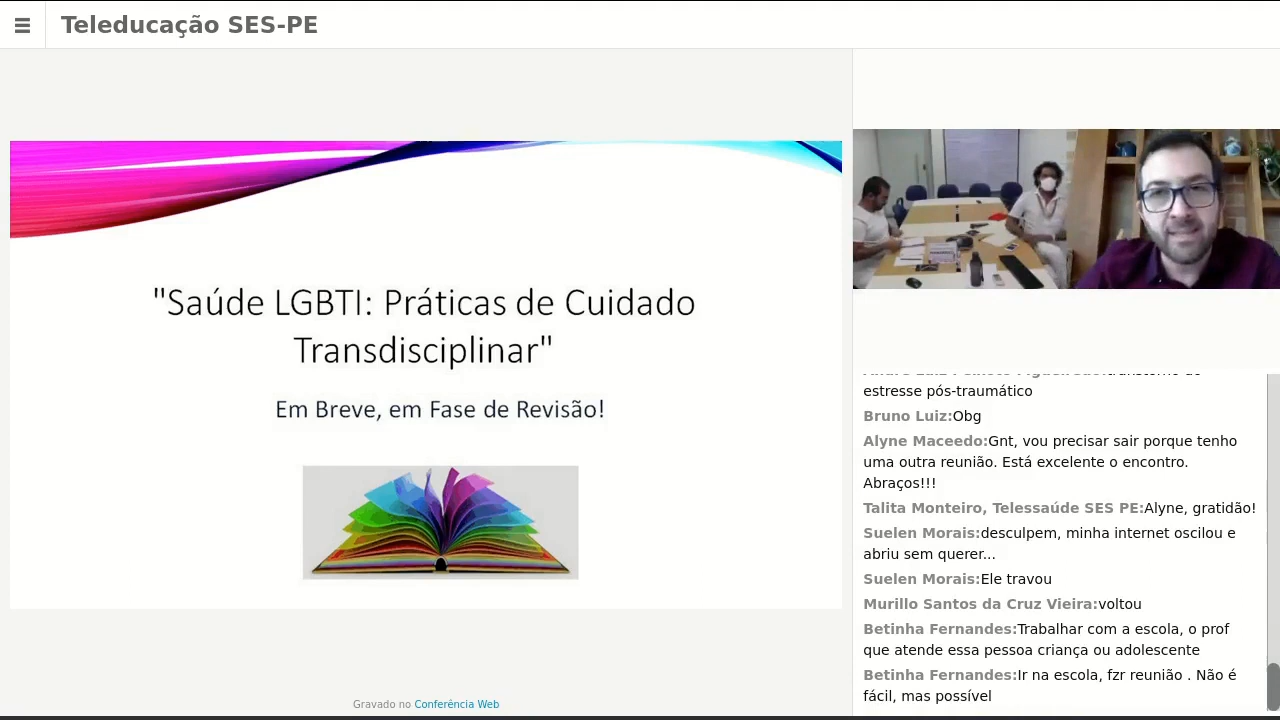 Teleducação SES-PE
"Saúde LGBTI: Práticas de Cuidado
Transdisciplinar"
Em Breve, em Fase de Revisão!
Gravado no Conferência Web
estresse pós-traumático
Bruno Luiz:Obg
Alyne Maceedo:Gnt, vou precisar sair porque tenho
uma outra reunião. Está excelente o encontro.
Abraços!!!
Talita Monteiro, Telessaúde SES PE:Alyne, gratidão!
Suelen Morais:desculpem, minha internet oscilou e
abriu sem querer...
Suelen Morais:Ele travou
Murillo Santos da Cruz Vieira:voltou
Betinha Fernandes:Trabalhar com a escola, o prof
que atende essa pessoa criança ou adolescente
Betinha Fernandes:Ir na escola, fzr reunião . Não é
fácil, mas possível